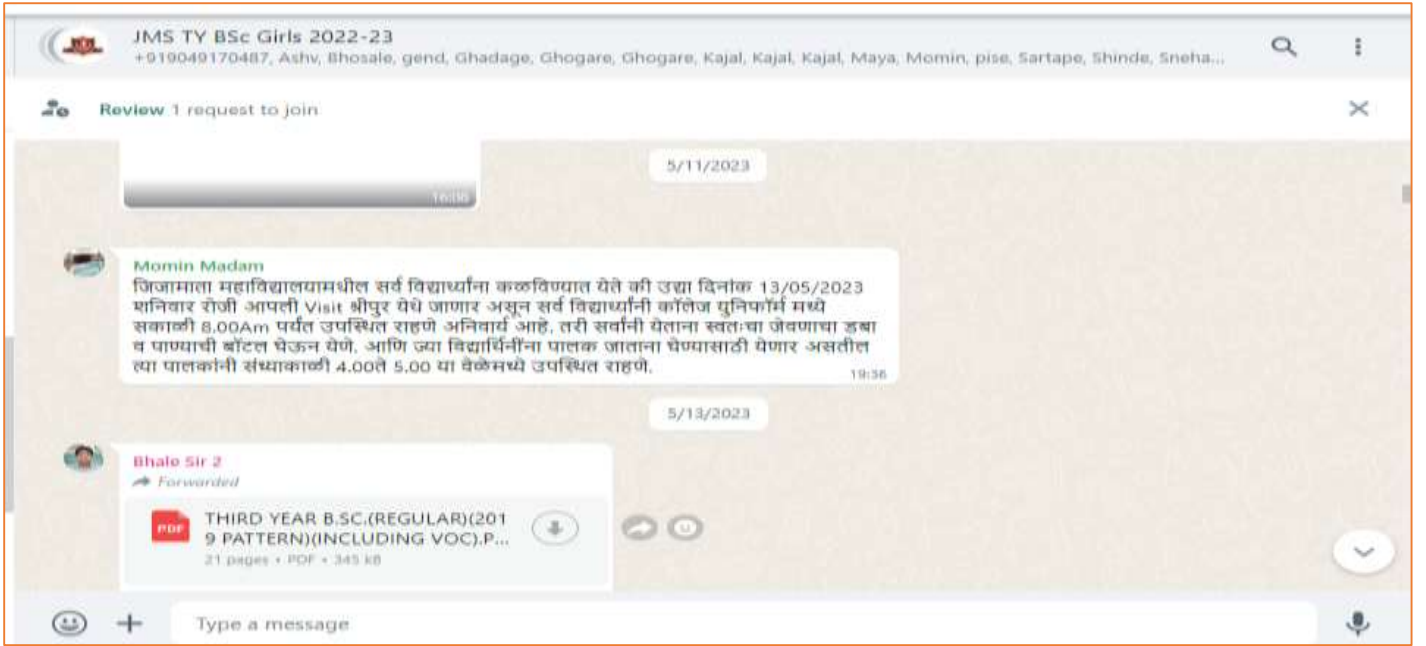 JMS TY BSc Girls 2022-23
+919049170487, Ashv, Bhosale, gend, Ghadage, Ghogare, Ghogare, Kajal, Kajal, Kajal, Maya, Momin, pise, Sartape, Shinde, Sneha...
Review 1 request to join
5/11/2023
Momin Madam
जिजामाता महाविद्यालयामधील सर्व विद्यार्थ्यांना कळविण्यात येते की उद्या दिनांक 13/05/2023
शनिवार रोजी आपली Visit श्रीपुर येथे जाणार असून सर्व विद्यार्थ्यांनी कॉलेज युनिफॉर्म मध्ये
सकाळी 8.00Am पर्यंत उपस्थित राहणे अनिवार्य आहे. तरी सर्वांनी येताना स्वतःचा जेवणाचा डबा
व पाण्याची बॉटल घेऊन येणे. आणि ज्या विद्यार्थिनींना पालक जाताना घेण्यासाठी येणार असतील
त्या पालकांनी संध्याकाळी 4.00ते 5.00 या वेळेमध्ये उपस्थित राहणे.
19:36
5/13/2023
Bhalo Sir 2
Forwarded
PDF
THIRD YEAR B.SC.(REGULAR)(201
9 PATTERN)(INCLUDING VOC).P...
21 pages • PDF • 345 kB
Type a message